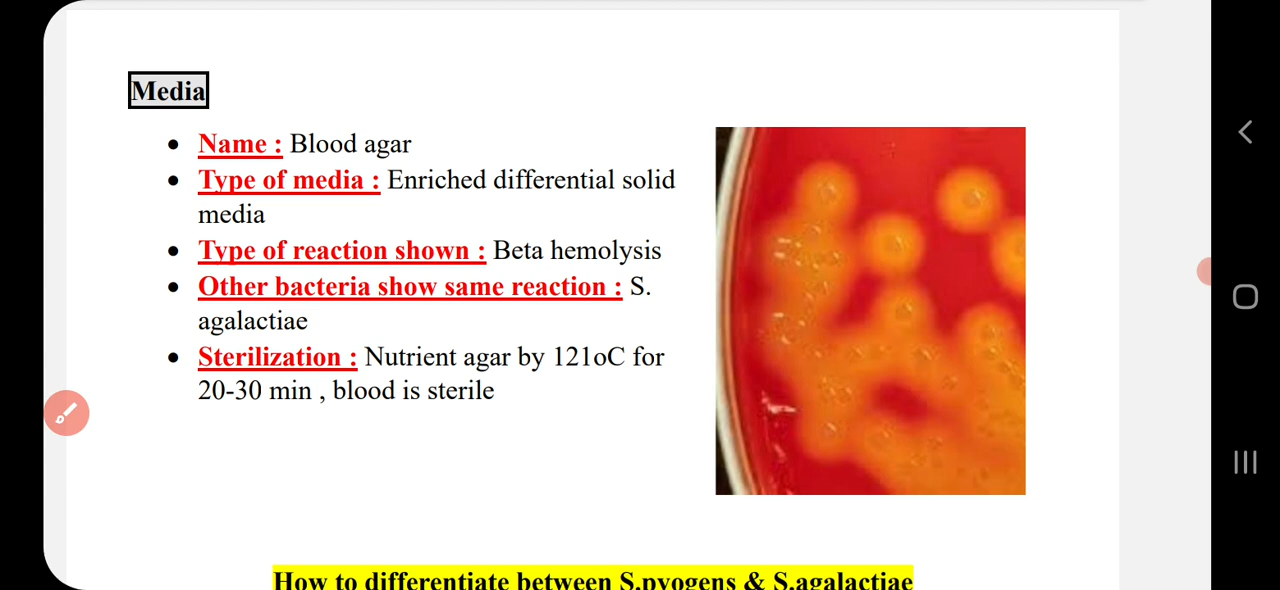 Media
• Name : Blood agar
• Type of media : Enriched differential solid
media
• Type of reaction shown : Beta hemolysis
• Other bacteria show same reaction : S.
agalactiae
• Sterilization : Nutrient agar by 121oC for
20-30 min , blood is sterile
How to differentiate between S.pyogens & S.agalactiae